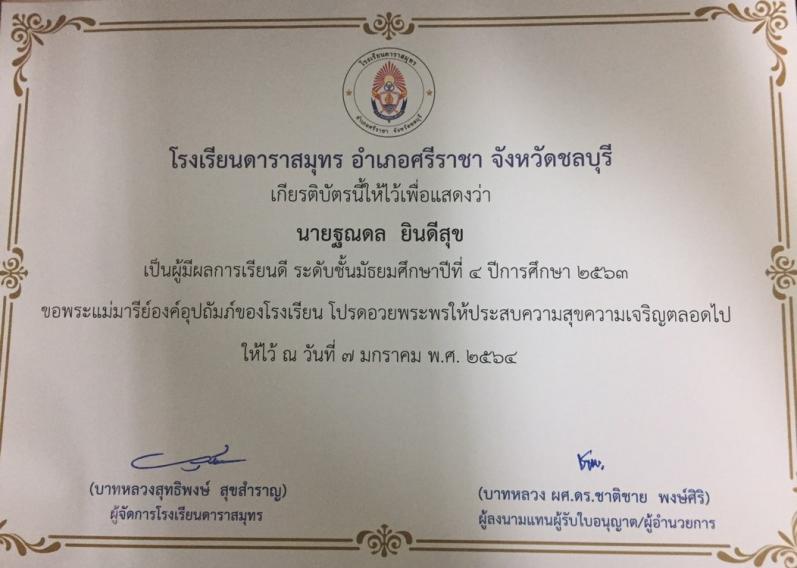 โรงเรียนดาราสมุทร
อำเภอศรีราชา จังหวัดชลบุรี
โรงเรียนดาราสมุทร อำเภอศรีราชา จังหวัดชลบุรี
เกียรติบัตรนี้ให้ไว้เพื่อแสดงว่า
นายฐณดล ยินดีสุข
เป็นผู้มีผลการเรียนดี ระดับชั้นมัธยมศึกษาปีที่ ๔ ปีการศึกษา ๒๕๖๓
ขอพระแม่มารีย์องค์อุปถัมภ์ของโรงเรียน โปรดอวยพระพรให้ประสบความสุขความเจริญตลอดไป
ให้ไว้ ณ วันที่ ๗ มกราคม พ.ศ. ๒๕๖๔
(บาทหลวงสุทธิพงษ์ สุขสำราญ)
ผู้จัดการโรงเรียนดาราสมุทร
(บาทหลวง ผศ.ดร.ชาติชาย พงษ์ศิริ)
ผู้ลงนามแทนผู้รับใบอนุญาต/ผู้อำนวยการ